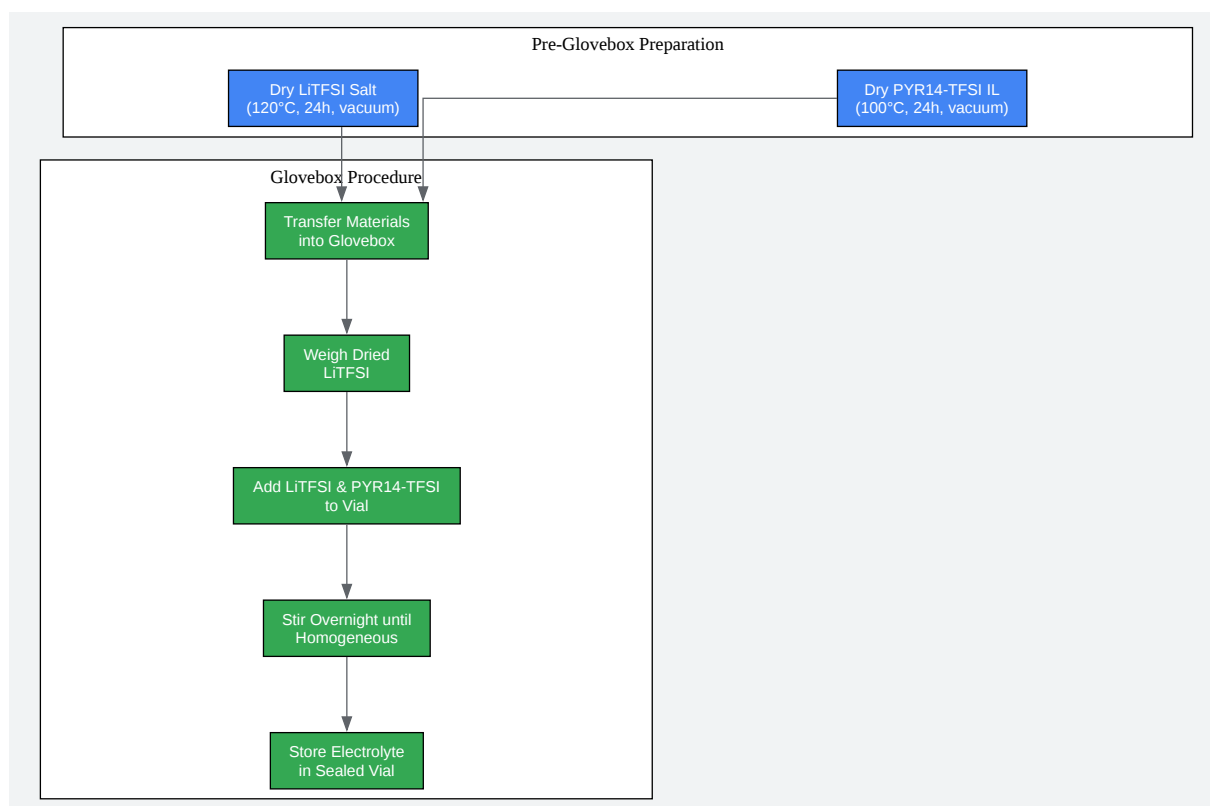 Pre-Glovebox Preparation
Dry LiTFSI Salt
(120°C, 24h, vacuum)
Dry PYR14-TFSI IL
(100°C, 24h, vacuum)
Glovebox Procedure
Transfer Materials
into Glovebox
Weigh Dried
LiTFSI
Add LiTFSI & PYR14-TFSI
to Vial
Stir Overnight until
Homogeneous
Store Electrolyte
in Sealed Vial